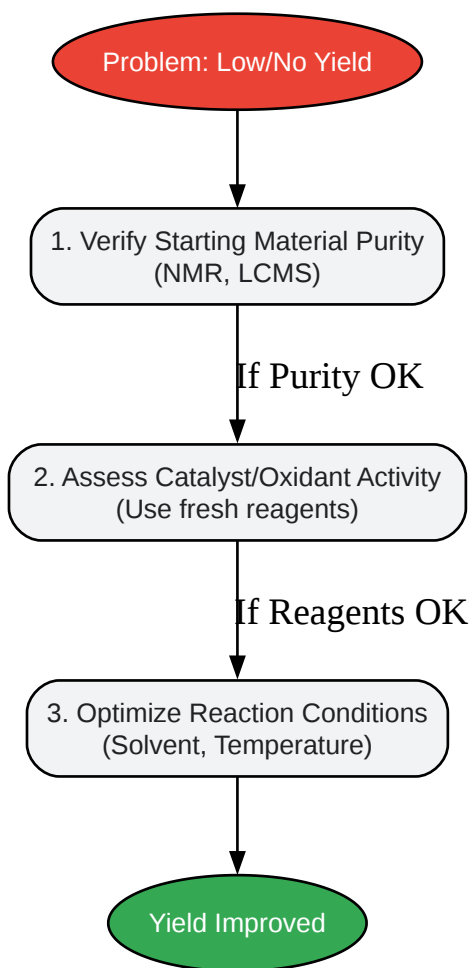 Problem: Low/No Yield
1. Verify Starting Material Purity
(NMR, LCMS)
If Purity OK
2. Assess Catalyst/Oxidant Activity
(Use fresh reagents)
If Reagents OK
3. Optimize Reaction Conditions
(Solvent, Temperature)
Yield Improved